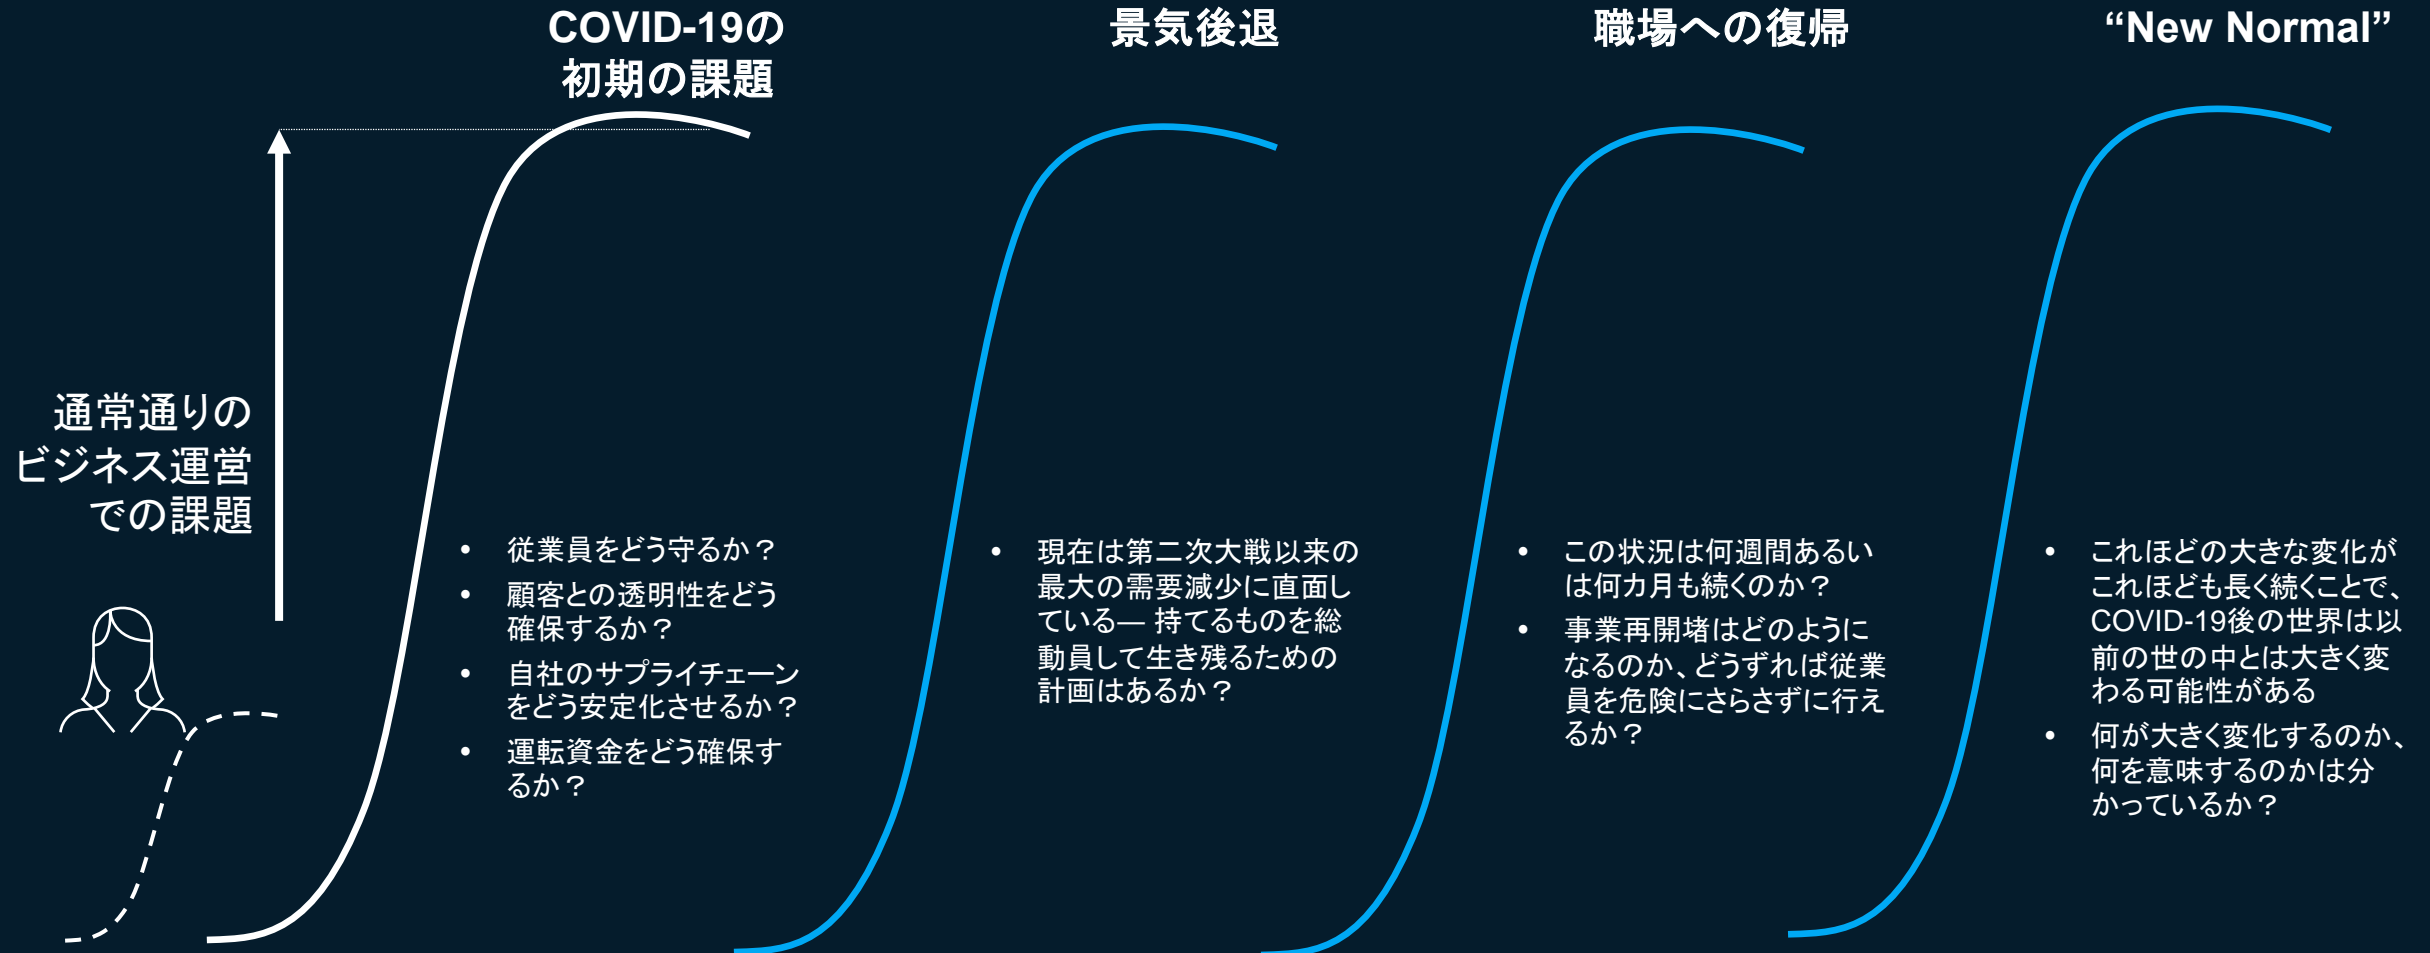 COVID-19の
初期の課題
景気後退
職場への復帰
“New Normal”
通常通りの
ビジネス運営
での課題
• 従業員をどう守るか？
• 顧客との透明性をどう
確保するか？
• 自社のサプライチェーン
をどう安定化させるか？
• 運転資金をどう確保す
るか？
• 現在は第二次大戦以来の
最大の需要減少に直面し
ている— 持てるものを総
動員して生き残るための
計画はあるか？
• この状況は何週間あるい
は何カ月も続くのか？
• 事業再開堵はどのように
なるのか、どうずれば従業
員を危険にさらさずに行え
るか？
• これほどの大きな変化が
これほども長く続くことで、
COVID-19後の世界は以
前の世の中とは大きく変
わる可能性がある
• 何が大きく変化するのか、
何を意味するのかは分
かっているか？